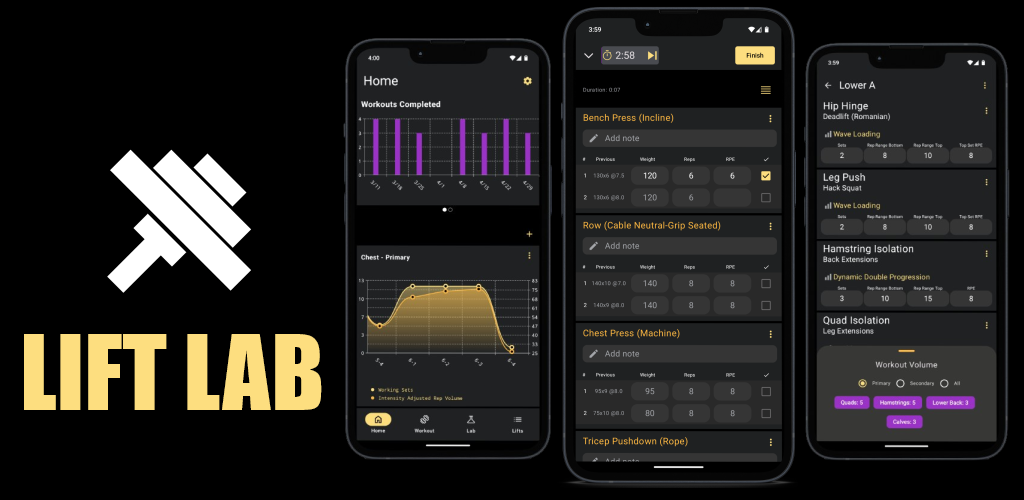 LIFT LAB
4:00
Home
Workouts Completed
4
3
2
1
0
3/11
3/18
3/25
4/1
4/8
4/15
4/22
4/29
+
Chest - Primary
13 83
75
10 68
61
7 54
47
3 40
33
0 25
5-4
6-1
6-2
6-3
6-4
Working Sets
Intensity Adjusted Rep Volume
Home Workout Lab Lifts
3:59
2:58 Finish
Duration: 0:07
Bench Press (Incline)
Add note
# Previous Weight Reps RPE
1 130x6 @7.5 120 6 6
2 130x6 @8.0 120 6
Row (Cable Neutral-Grip Seated)
Add note
# Previous Weight Reps RPE
1 140x10 @7.0 140 8 8
2 140x9 @8.0 140 8 8
Chest Press (Machine)
Add note
# Previous Weight Reps RPE
1 95x9 @8.0 95 8 8
2 75x10 @8.0 80 8 8
Tricep Pushdown (Rope)
Add note
3:59
Lower A
Hip Hinge
Deadlift (Romanian)
Wave Loading
Sets Rep Range Bottom Rep Range Top Top Set RPE
2 8 10 8
Leg Push
Hack Squat
Wave Loading
Sets Rep Range Bottom Rep Range Top Top Set RPE
2 8 10 8
Hamstring Isolation
Back Extensions
Dynamic Double Progression
Sets Rep Range Bottom Rep Range Top RPE
3 10 15 8
Quad Isolation
Leg Extensions
Workout Volume
Primary Secondary All
Quads: 5 Hamstrings: 5 Lower Back: 3
Calves: 3